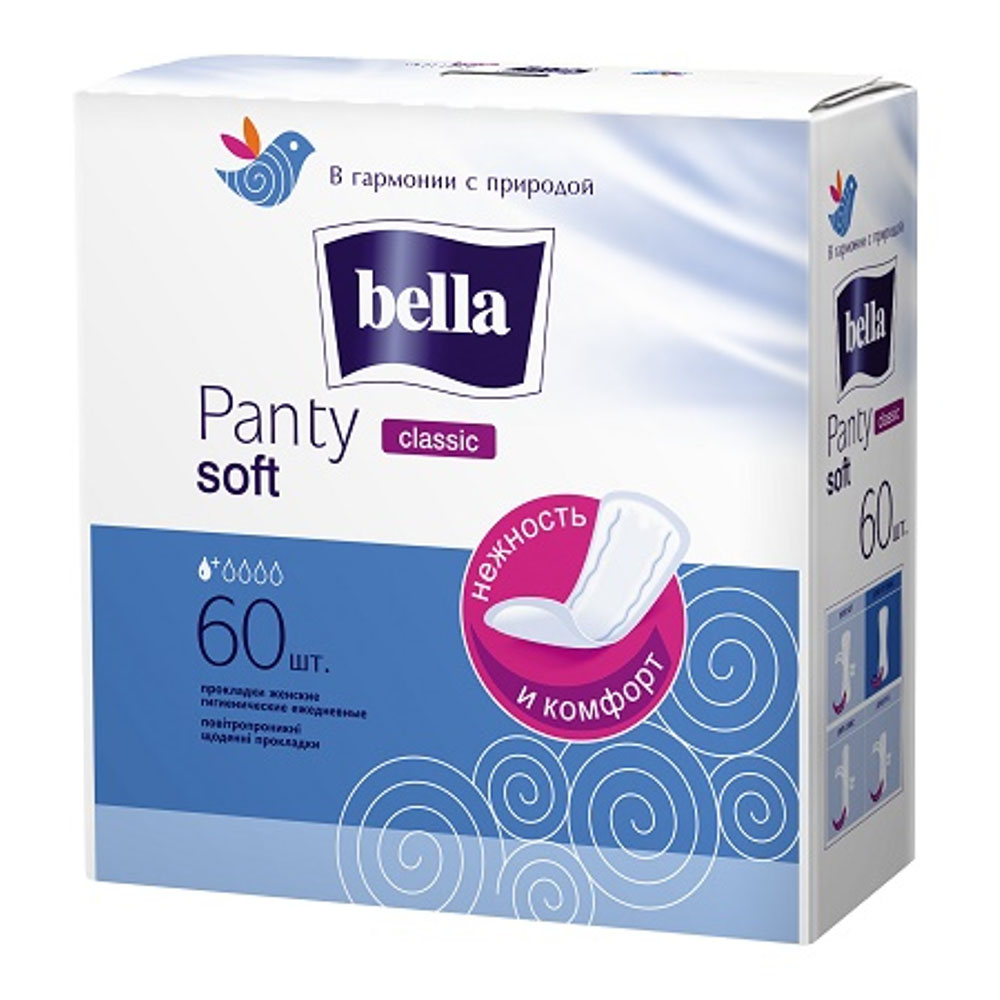 В гармонии с природой
bella
Panty
classic
soft
нежность
и комфорт
60 шт.
прокладки женские
гигиенические ежедневные
повітропроникні
щоденні прокладки
В гармонии с природой
bella
Panty
classic
soft
60 шт.